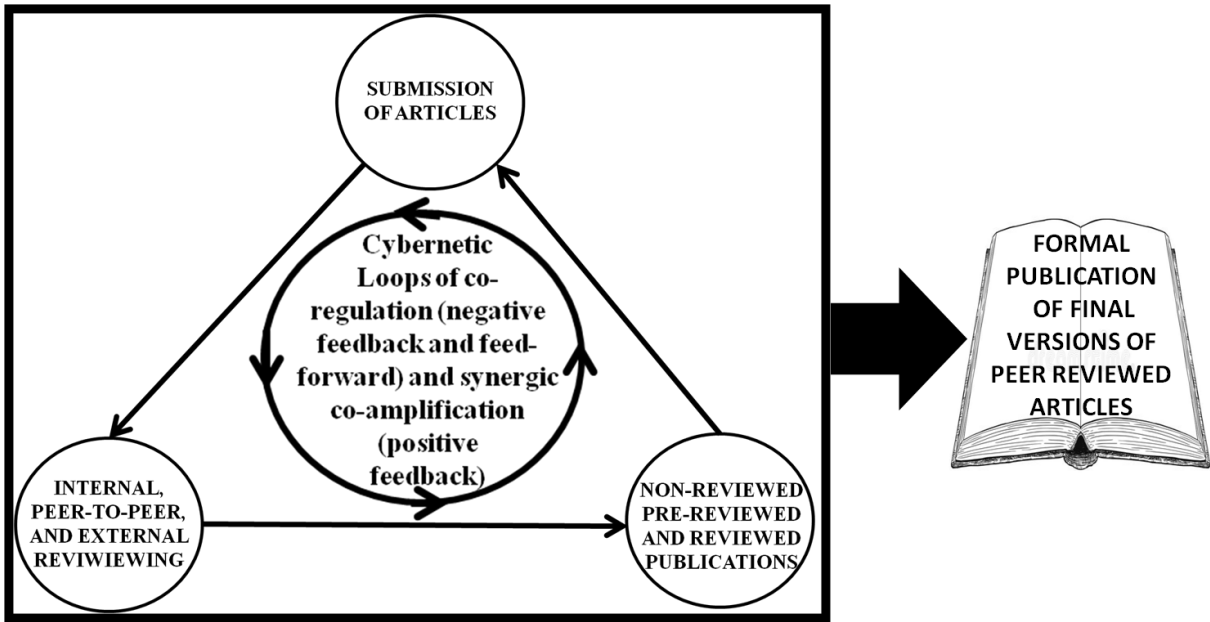 SUBMISSION
OF ARTICLES
Cybernetic
Loops of co-
regulation (negative
feedback and feed-
forward) and synergic
co-amplification
(positive
feedback)
INTERNAL,
PEER-TO-PEER,
AND EXTERNAL
REVIWIEWING
NON-REVIEWED
PRE-REVIEWED
AND REVIEWED
PUBLICATIONS
FORMAL
PUBLICATION
OF FINAL
VERSIONS OF
PEER REVIEWED
ARTICLES